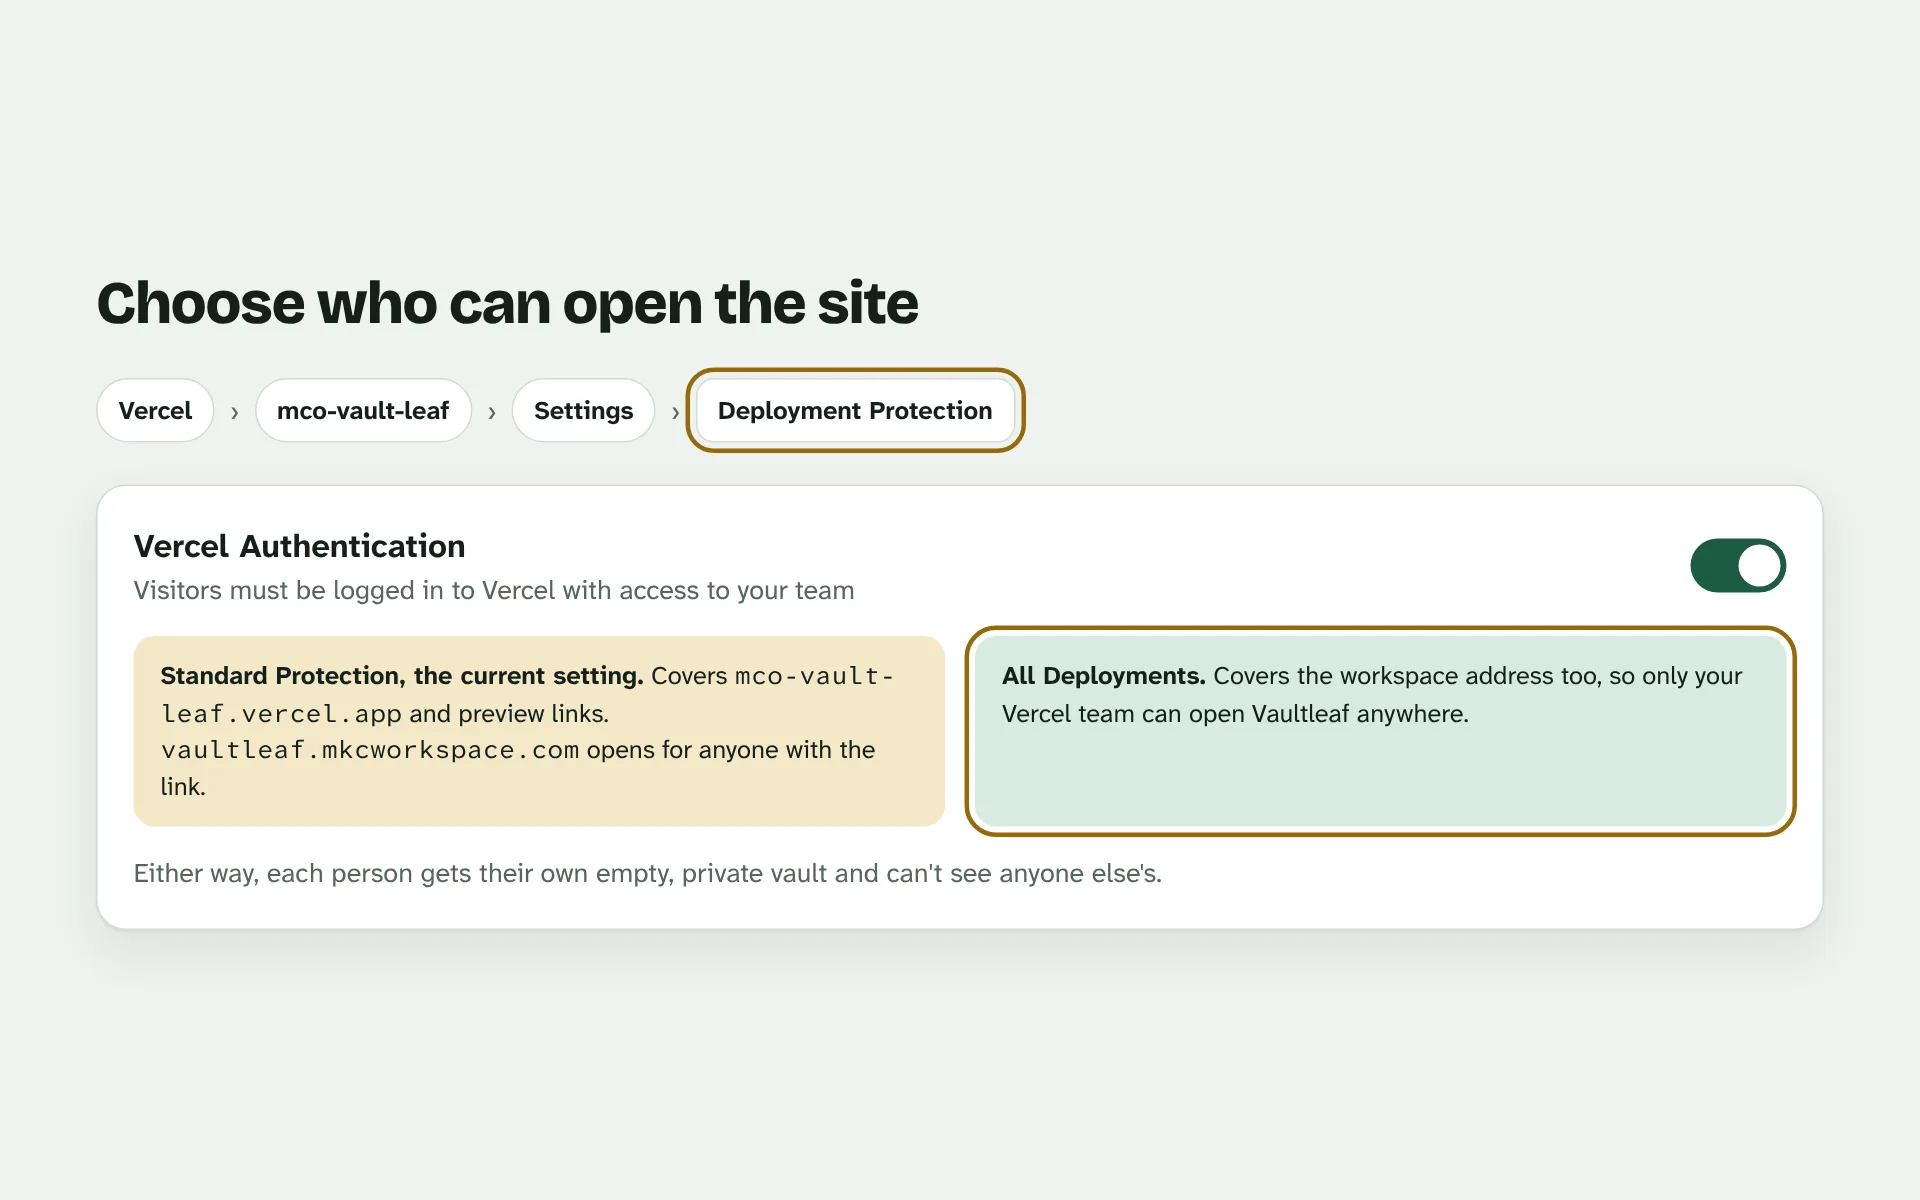 Choose who can open the site
Vercel › mco-vault-leaf › Settings › Deployment Protection
Vercel Authentication
Visitors must be logged in to Vercel with access to your team
Standard Protection, the current setting. Covers mco-vault-
leaf.vercel.app and preview links.
vaultleaf.mkcworkspace.com opens for anyone with the
link.
All Deployments. Covers the workspace address too, so only your
Vercel team can open Vaultleaf anywhere.
Either way, each person gets their own empty, private vault and can't see anyone else's.